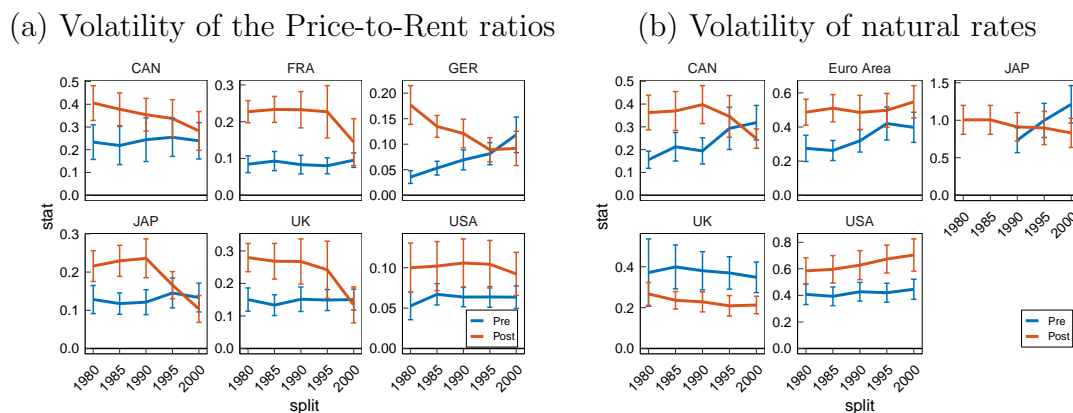 (a) Volatility of the Price-to-Rent ratios
CAN FRA GER
0.5 0.4 0.3 0.2 0.1 0.0
0.3 0.2 0.1 0.0
0.20 0.15 0.10 0.05 0.00
JAP UK USA
0.3 0.2 0.1 0.0
0.3 0.2 0.1 0.0
0.10 0.05 0.00
stat
Pre
Post
1980 1985 1990 1995 2000
1980 1985 1990 1995 2000
1980 1985 1990 1995 2000
split
(b) Volatility of natural rates
CAN Euro Area JAP
0.5 0.4 0.3 0.2 0.1 0.0
0.6 0.4 0.2 0.0
1.5 1.0 0.5 0.0
1980 1985 1990 1995 2000
UK USA
0.4 0.2 0.0
0.8 0.6 0.4 0.2 0.0
stat
Pre
Post
1980 1985 1990 1995 2000
1980 1985 1990 1995 2000
split